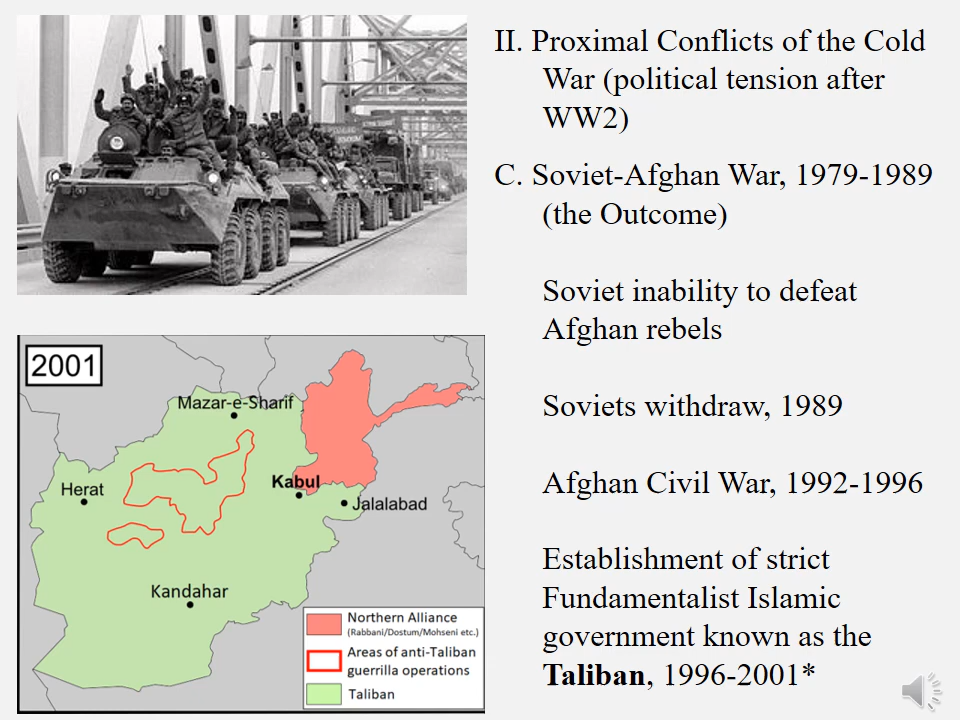 II. Proximal Conflicts of the Cold
War (political tension after
WW2)
C. Soviet-Afghan War, 1979-1989
(the Outcome)
Soviet inability to defeat
Afghan rebels
Soviets withdraw, 1989
Afghan Civil War, 1992-1996
Establishment of strict
Fundamentalist Islamic
government known as the
Taliban, 1996-2001*
2001
Mazar-e-Sharif
Herat
Kabul
Jalalabad
Kandahar
Northern Alliance
(Rabbani/Dostum/Mohseni etc.)
Areas of anti-Taliban
guerrilla operations
Taliban